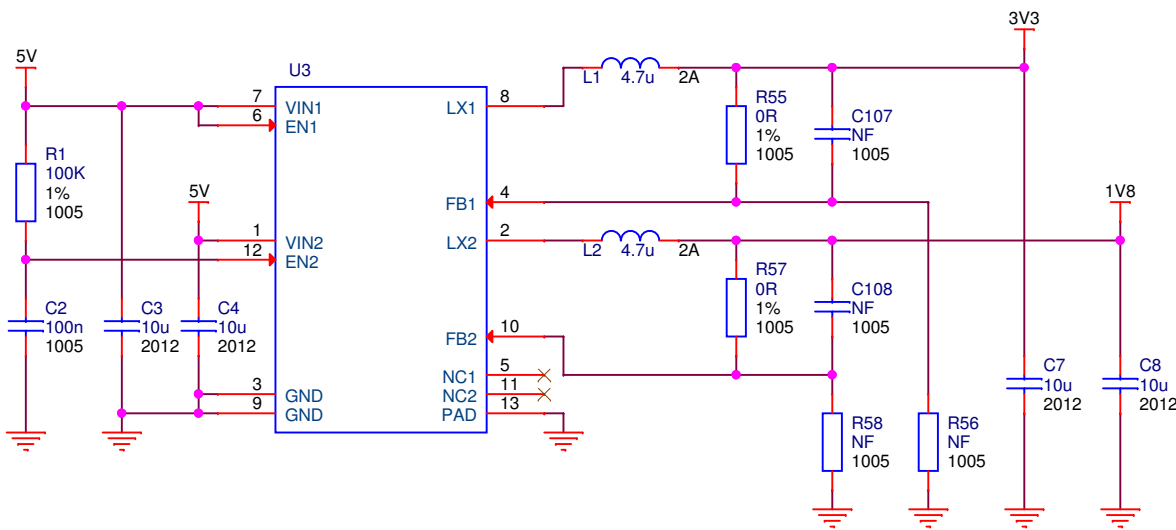 3V3
5V
U3
L1 4.7u 2A
7 VIN1 LX1 8
6 EN1
R55
0R
1%
1005
C107
NF
1005
R1
100K
1%
1005
5V
FB1 4
1V8
1 VIN2 LX2 2
12 EN2
L2 4.7u 2A
R57
0R
1%
1005
C108
NF
1005
C2
100n
1005
C3
10u
2012
C4
10u
2012
FB2 10
NC1 5
NC2 11
3 GND
9 GND PAD 13
C7
10u
2012
C8
10u
2012
R58
NF
1005
R56
NF
1005